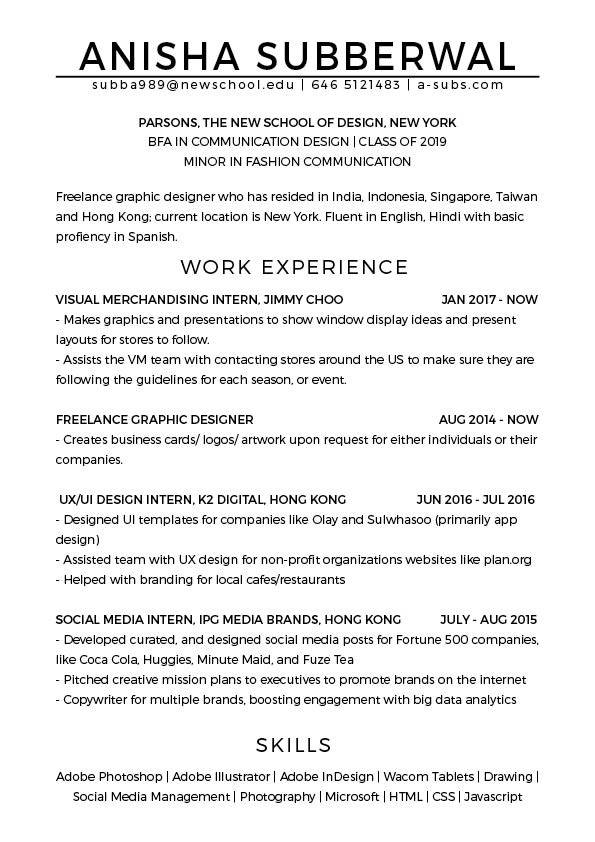 ANISHA SUBBERWAL
subba989@newschool.edu | 646 5121483 | a-subs.com
PARSONS, THE NEW SCHOOL OF DESIGN, NEW YORK
BFA IN COMMUNICATION DESIGN | CLASS OF 2019
MINOR IN FASHION COMMUNICATION
Freelance graphic designer who has resided in India, Indonesia, Singapore, Taiwan
and Hong Kong; current location is New York. Fluent in English, Hindi with basic
profiency in Spanish.
WORK EXPERIENCE
VISUAL MERCHANDISING INTERN, JIMMY CHOO JAN 2017 - NOW
- Makes graphics and presentations to show window display ideas and present
layouts for stores to follow.
- Assists the VM team with contacting stores around the US to make sure they are
following the guidelines for each season, or event.
FREELANCE GRAPHIC DESIGNER AUG 2014 - NOW
- Creates business cards/ logos/ artwork upon request for either individuals or their
companies.
UX/UI DESIGN INTERN, K2 DIGITAL, HONG KONG JUN 2016 - JUL 2016
- Designed UI templates for companies like Olay and Sulwhasoo (primarily app
design)
- Assisted team with UX design for non-profit organizations websites like plan.org
- Helped with branding for local cafes/restaurants
SOCIAL MEDIA INTERN, IPG MEDIA BRANDS, HONG KONG JULY - AUG 2015
- Developed curated, and designed social media posts for Fortune 500 companies,
like Coca Cola, Huggies, Minute Maid, and Fuze Tea
- Pitched creative mission plans to executives to promote brands on the internet
- Copywriter for multiple brands, boosting engagement with big data analytics
SKILLS
Adobe Photoshop | Adobe Illustrator | Adobe InDesign | Wacom Tablets | Drawing |
Social Media Management | Photography | Microsoft | HTML | CSS | Javascript